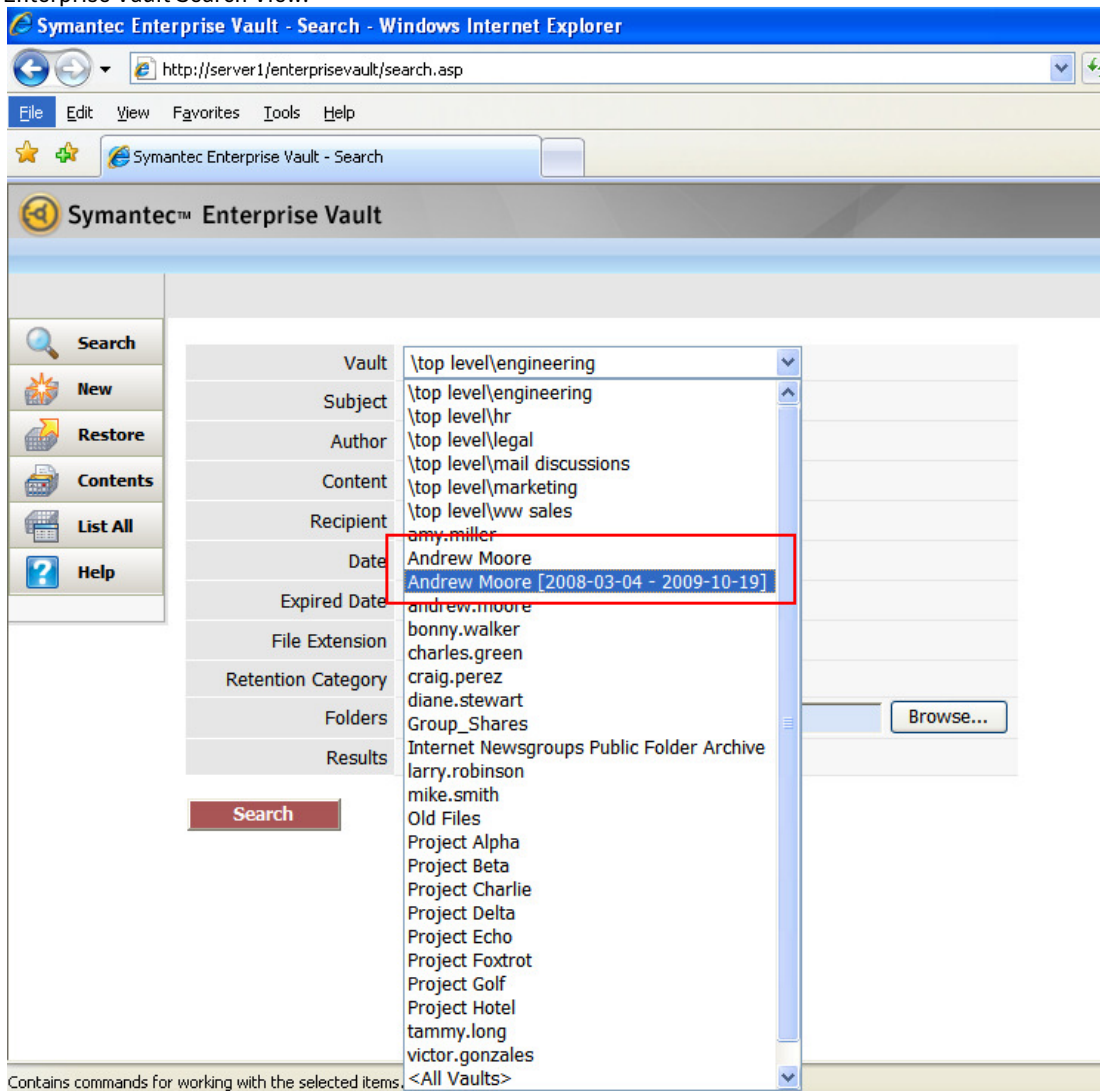 Enterprise Vault Search View:
Symantec Enterprise Vault - Search - Windows Internet Explorer
http://server1/enterprisevault/search.asp
File Edit View Favorites Tools Help
Symantec Enterprise Vault - Search
Symantec™ Enterprise Vault
Search
New
Restore
Contents
List All
Help
Vault \top level\engineering
Subject
Author
Content
Recipient
Date
Expired Date
File Extension
Retention Category
Folders
Browse...
Results
Search
\top level\engineering
\top level\hr
\top level\legal
\top level\mail discussions
\top level\marketing
\top level\ww sales
amy.miller
Andrew Moore
Andrew Moore [2008-03-04 - 2009-10-19]
andrew.moore
bonny.walker
charles.green
craig.perez
diane.stewart
Group_Shares
Internet Newsgroups Public Folder Archive
larry.robinson
mike.smith
Old Files
Project Alpha
Project Beta
Project Charlie
Project Delta
Project Echo
Project Foxtrot
Project Golf
Project Hotel
tammy.long
victor.gonzales
<All Vaults>
Contains commands for working with the selected items.